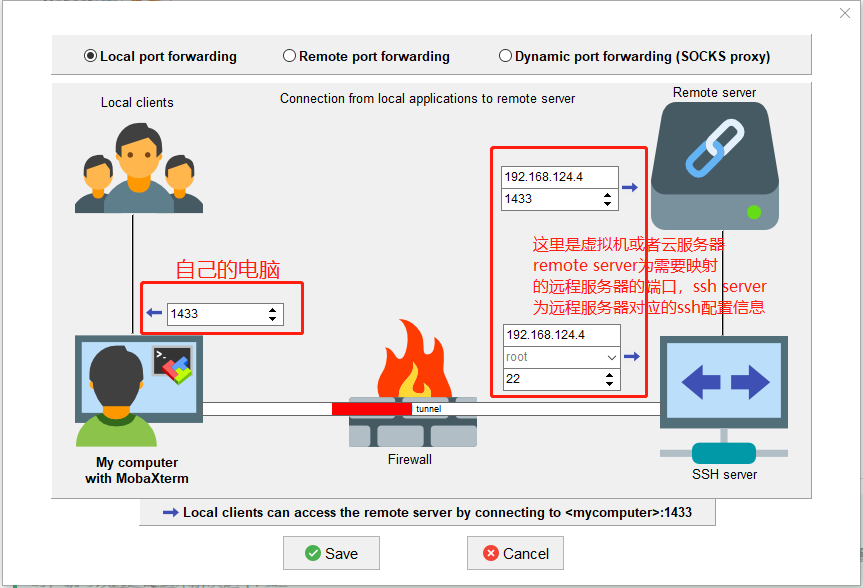 Local port forwarding
Remote port forwarding
Dynamic port forwarding (SOCKS proxy)
Local clients
Connection from local applications to remote server
Remote server
192.168.124.4
1433
这里是虚拟机或者云服务器
remote server为需要映射
的远程服务器的端口，ssh server
为远程服务器对应的ssh配置信息
自己的电脑
1433
192.168.124.4
root
22
tunnel
Firewall
My computer
with MobaXterm
SSH server
Local clients can access the remote server by connecting to <mycomputer>:1433
Save
Cancel